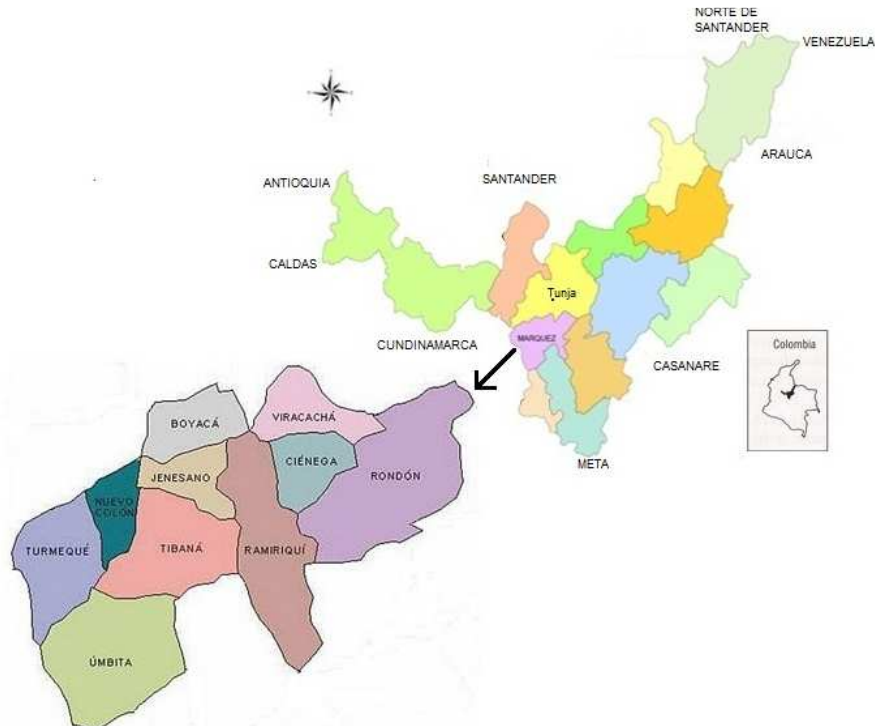 NORTE DE
SANTANDER
VENEZUELA
ARAUCA
ANTIOQUIA
SANTANDER
CALDAS
Tunja
CUNDINAMARCA
MARQUEZ
CASANARE
Colombia
META
BOYACÁ
VIRACACHÁ
CIÉNEGA
JENESANO
RONDÓN
NUEVO
COLÓN
TURMEQUÉ
TIBANÁ
RAMIRIQUÍ
ÚMBITA